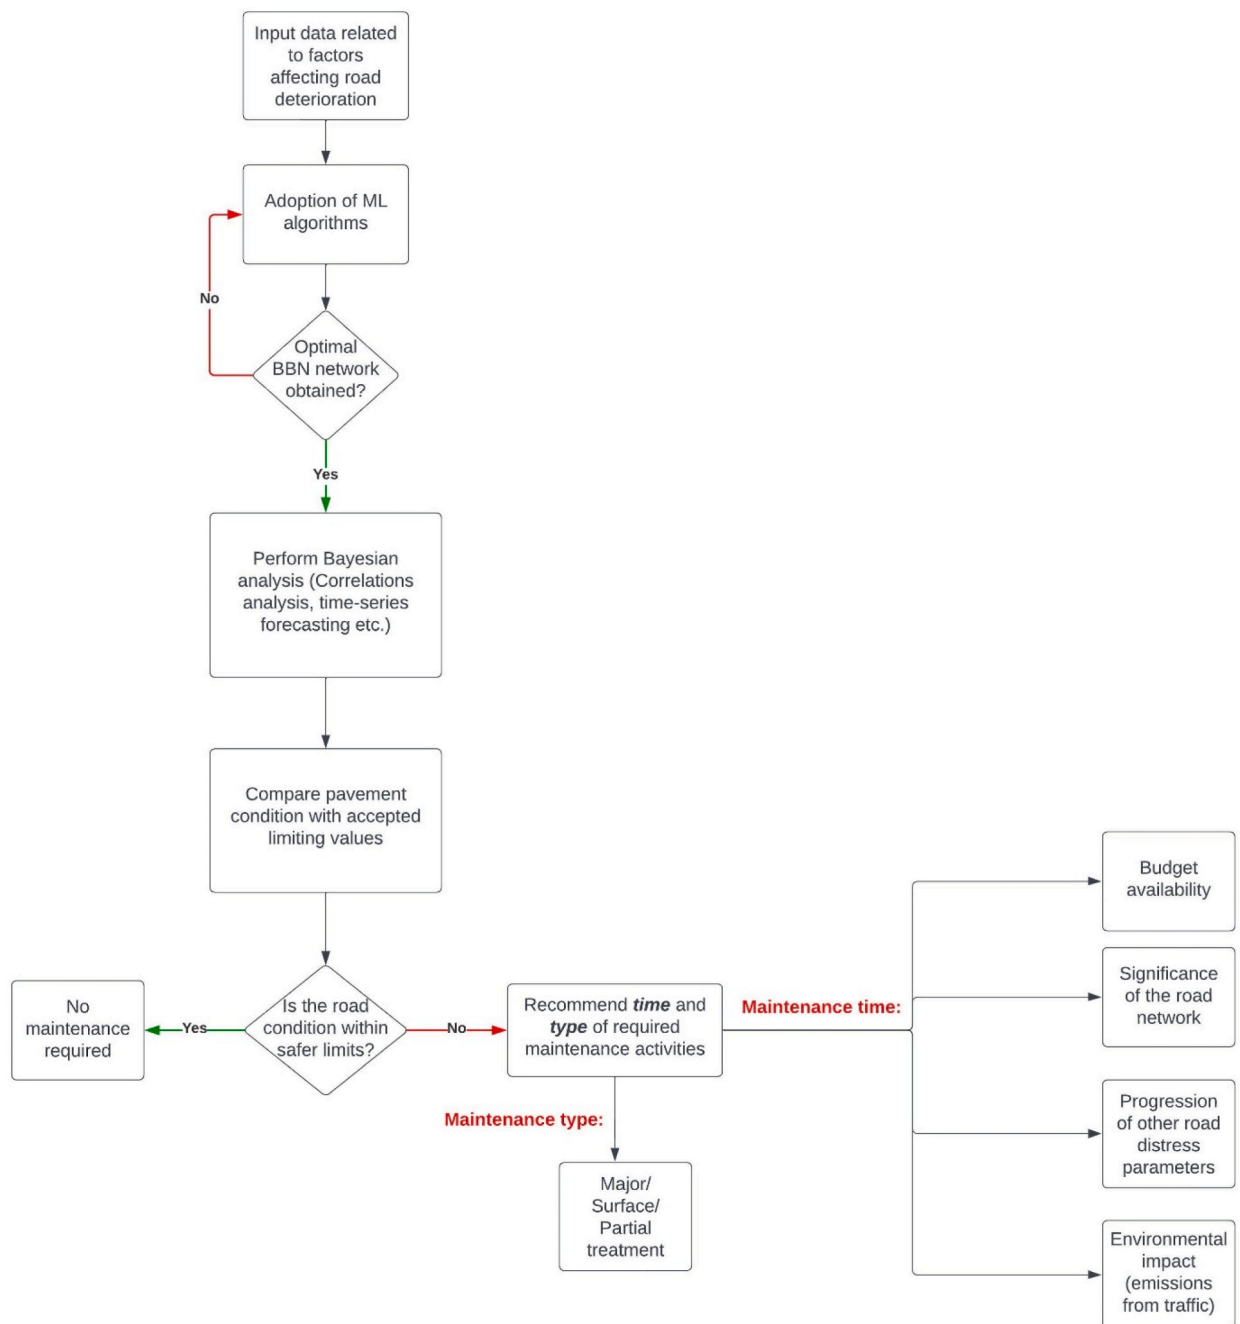 Input data related
to factors
affecting road
deterioration
Adoption of ML
algorithms
No
Optimal
BBN network
obtained?
Yes
Perform Bayesian
analysis (Correlations
analysis, time-series
forecasting etc.)
Compare pavement
condition with accepted
limiting values
Is the road
condition within
safer limits?
Yes
No
maintenance
required
No
Recommend time and
type of required
maintenance activities
Maintenance type:
Major/
Surface/
Partial
treatment
Maintenance time:
Budget
availability
Significance
of the road
network
Progression
of other road
distress
parameters
Environmental
impact
(emissions
from traffic)